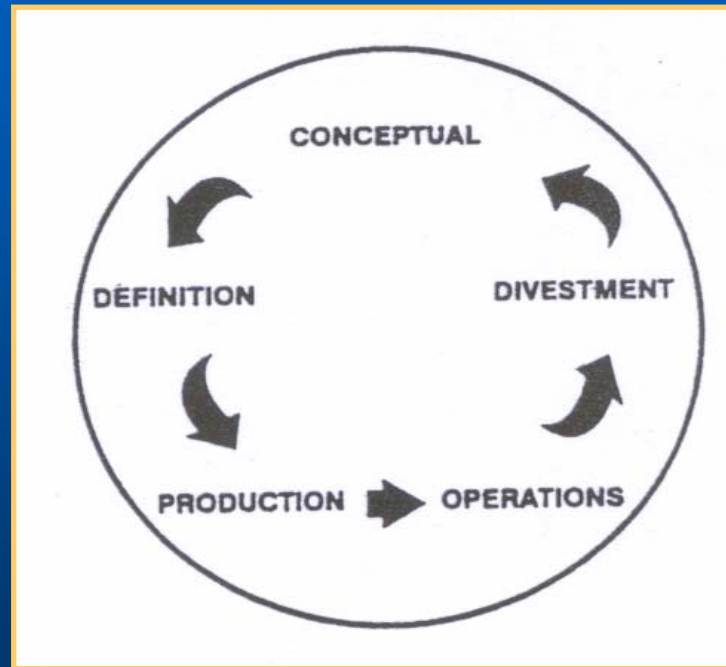 CONCEPTUAL
DEFINITION
DIVESTMENT
PRODUCTION
OPERATIONS